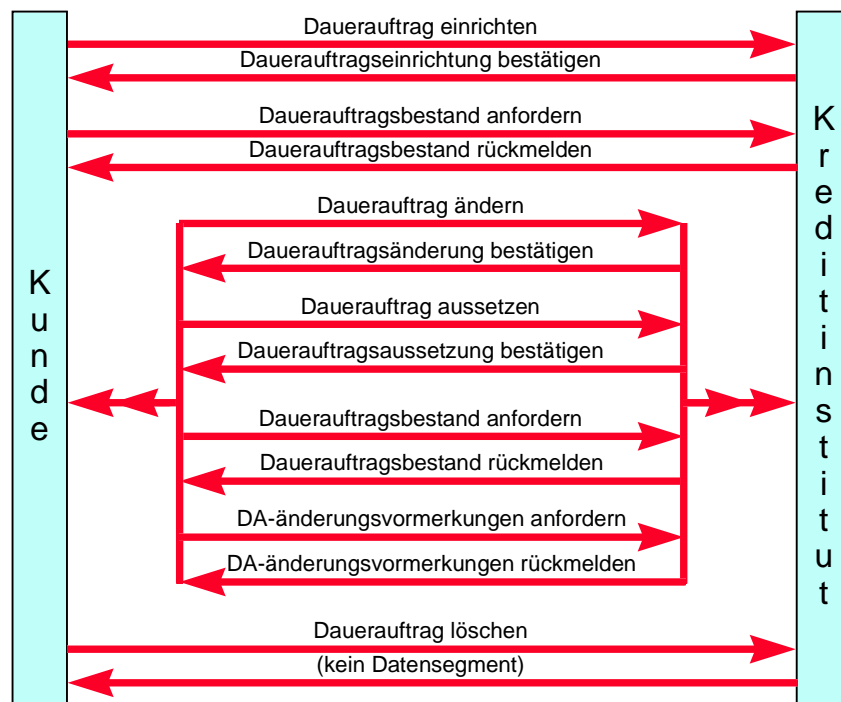 Dauerauftrag einrichten
Dauerauftragseinrichtung bestätigen
Dauerauftragsbestand anfordern
Dauerauftragsbestand rückmelden
Dauerauftrag ändern
Dauerauftragsänderung bestätigen
Dauerauftrag aussetzen
Dauerauftragsaussetzung bestätigen
Dauerauftragsbestand anfordern
Dauerauftragsbestand rückmelden
DA-änderungsvormerkungen anfordern
DA-änderungsvormerkungen rückmelden
Dauerauftrag löschen
(kein Datensegment)
Kunde
Kreditinstitut